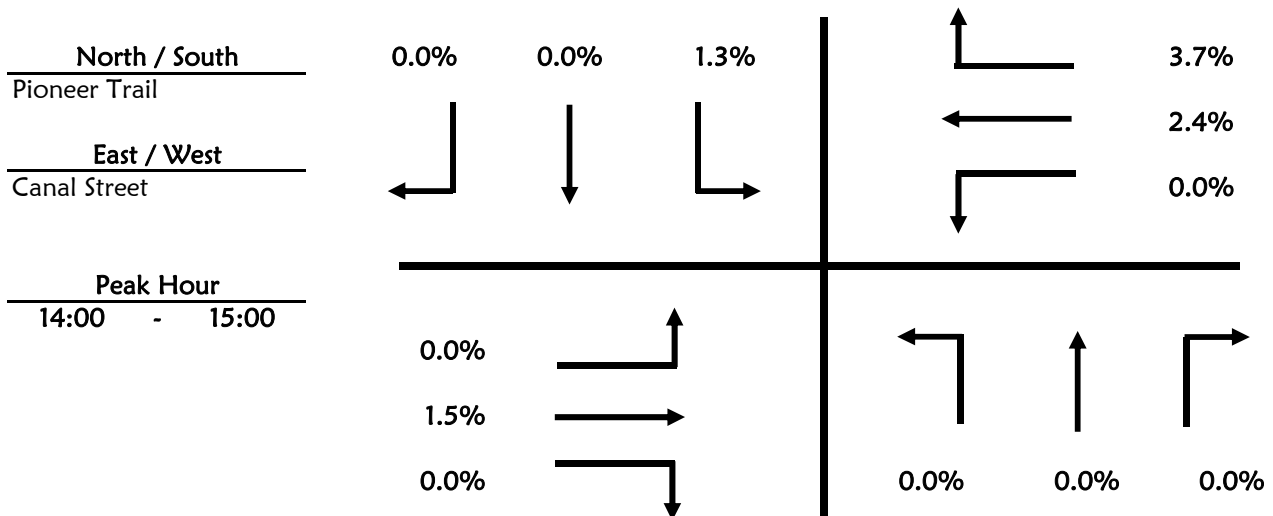 North / South
Pioneer Trail
East / West
Canal Street
Peak Hour
14:00 - 15:00
0.0% 0.0% 1.3%
3.7%
2.4%
0.0%
0.0%
1.5%
0.0%
0.0% 0.0% 0.0%